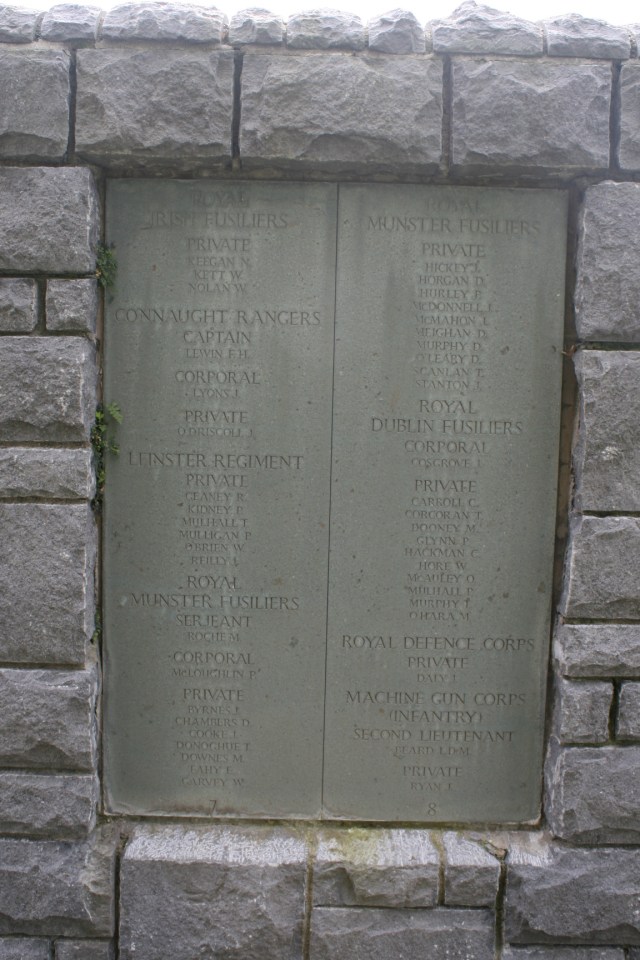 ROYAL
IRISH FUSILIERS
PRIVATE
KEEGAN N.
KETT W.
NOLAN W.
CONNAUGHT RANGERS
CAPTAIN
LEWIN F.H.
CORPORAL
LYONS J.
PRIVATE
O'DRISCOLL J.
LEINSTER REGIMENT
PRIVATE
CLANEY R.
KIDNEY P.
MULHALL T.
MULLIGAN P.
O'BRIEN W.
REILLY J.
ROYAL
MUNSTER FUSILIERS
SERJEANT
ROCHE M.
CORPORAL
McLOUGHLIN P.
PRIVATE
BYRNES J.
CHAMBERS D.
COOKE J.
DONOGHUE T.
DOWNES M.
FAHY E.
GARVEY W.
7
ROYAL
MUNSTER FUSILIERS
PRIVATE
HICKEY J.
HORGAN D.
HURLEY P.
McDONNELL L.
McMAHON J.
MEIGHAN D.
MURPHY D.
O'LEARY D.
SCANLAN T.
STANTON J.
ROYAL
DUBLIN FUSILIERS
CORPORAL
COSGROVE J.
PRIVATE
CARROLL C.
CORCORAN T.
DOONEY M.
GLYNN P.
HACKMAN C.
HORE W.
McAULEY O.
MULHALL P.
MURPHY T.
O'HARA M.
ROYAL DEFENCE CORPS
PRIVATE
DALY J.
MACHINE GUN CORPS
(INFANTRY)
SECOND LIEUTENANT
BEARD L.D.M.
PRIVATE
RYAN J.
8